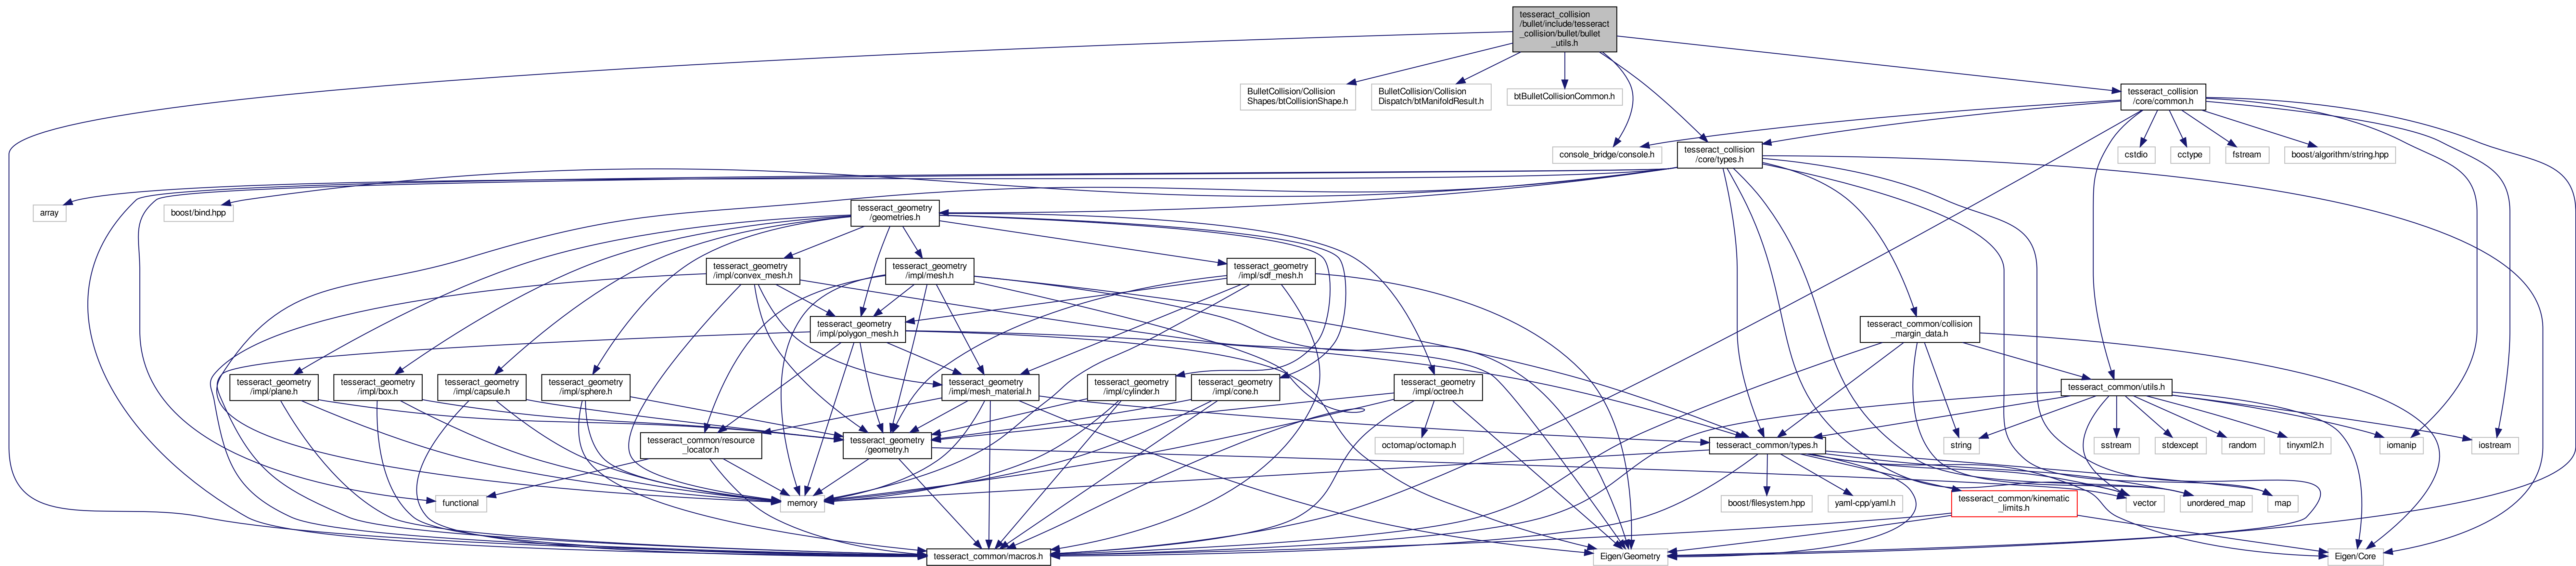 tesseract_collision
/bullet/include/tesseract
_collision/bullet/bullet
_utils.h
BulletCollision/Collision
Shapes/btCollisionShape.h
BulletCollision/Collision
Dispatch/btManifoldResult.h
btBulletCollisionCommon.h
tesseract_collision
/core/common.h
console_bridge/console.h
tesseract_collision
/core/types.h
cstdio
cctype
fstream
boost/algorithm/string.hpp
array
boost/bind.hpp
tesseract_geometry
/geometries.h
tesseract_geometry
/impl/convex_mesh.h
tesseract_geometry
/impl/mesh.h
tesseract_geometry
/impl/sdf_mesh.h
tesseract_geometry
/impl/polygon_mesh.h
tesseract_common/collision
_margin_data.h
tesseract_geometry
/impl/plane.h
tesseract_geometry
/impl/box.h
tesseract_geometry
/impl/capsule.h
tesseract_geometry
/impl/sphere.h
tesseract_geometry
/impl/mesh_material.h
tesseract_geometry
/impl/cylinder.h
tesseract_geometry
/impl/cone.h
tesseract_geometry
/impl/octree.h
tesseract_common/utils.h
tesseract_common/resource
_locator.h
tesseract_geometry
/geometry.h
octomap/octomap.h
tesseract_common/types.h
string
sstream
stdexcept
random
tinyxml2.h
iomanip
iostream
functional
memory
boost/filesystem.hpp
yaml-cpp/yaml.h
tesseract_common/kinematic
_limits.h
vector
unordered_map
map
tesseract_common/macros.h
Eigen/Geometry
Eigen/Core